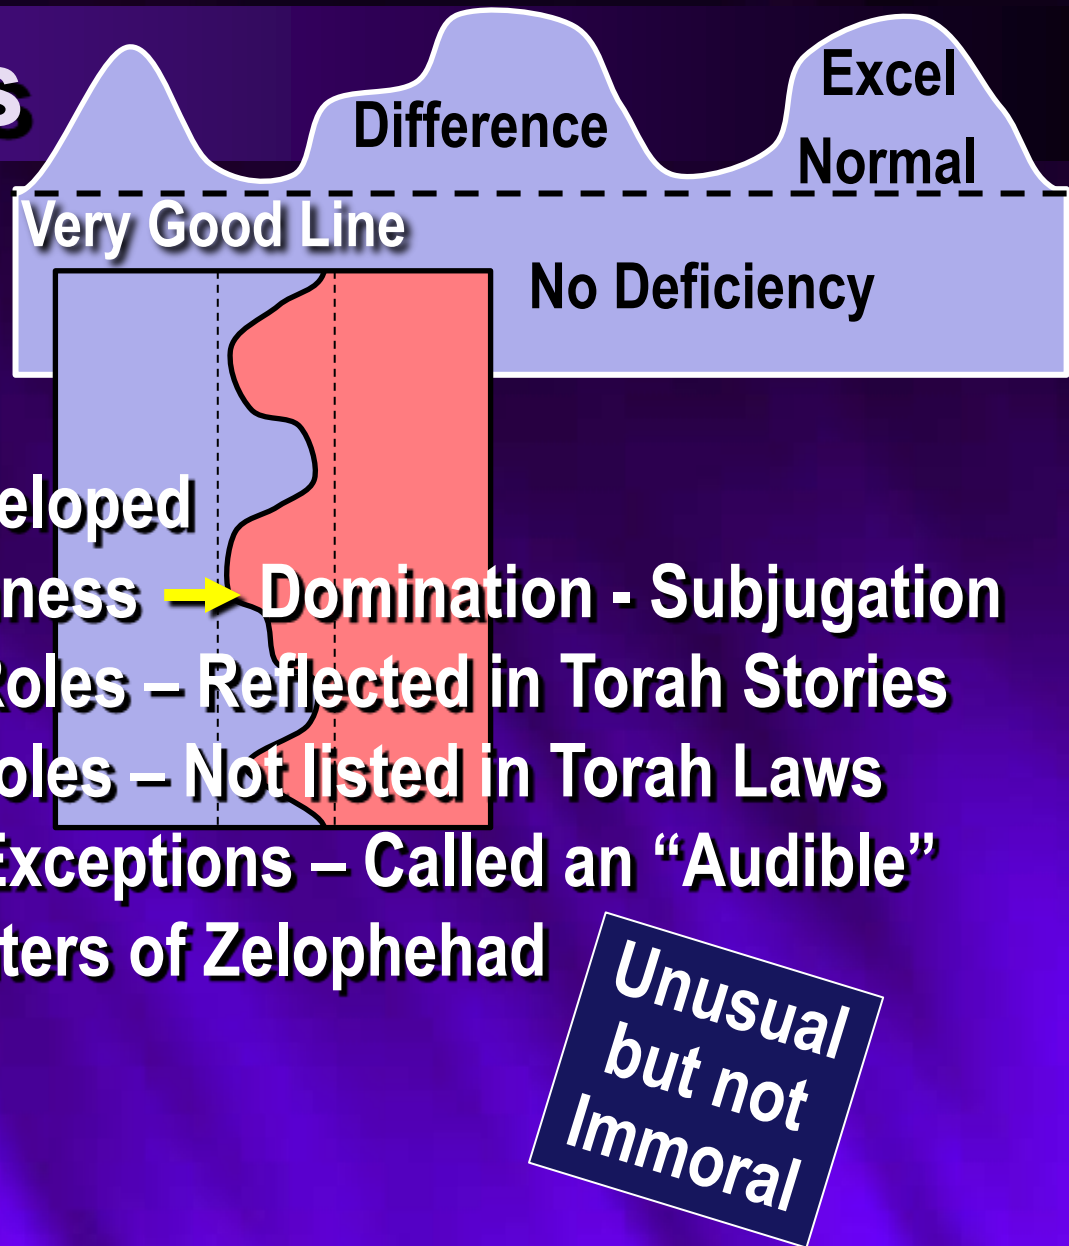 s
Difference
Excel
Normal
Very Good Line
No Deficiency
eloped
ness Domination - Subjugation
Roles – Reflected in Torah Stories
oles – Not listed in Torah Laws
Exceptions – Called an “Audible”
ters of Zelophehad
Unusual
but not
Immoral